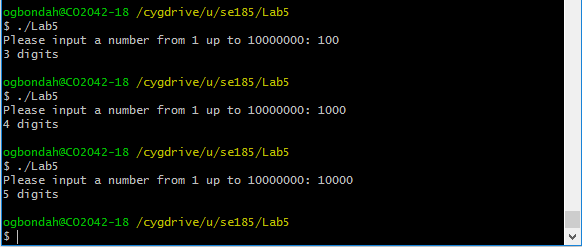 ogbondah@CO2042-18 /cygdrive/u/se185/Lab5
$ ./Lab5
Please input a number from 1 up to 10000000: 100
3 digits
ogbondah@CO2042-18 /cygdrive/u/se185/Lab5
$ ./Lab5
Please input a number from 1 up to 10000000: 1000
4 digits
ogbondah@CO2042-18 /cygdrive/u/se185/Lab5
$ ./Lab5
Please input a number from 1 up to 10000000: 10000
5 digits
ogbondah@CO2042-18 /cygdrive/u/se185/Lab5
$